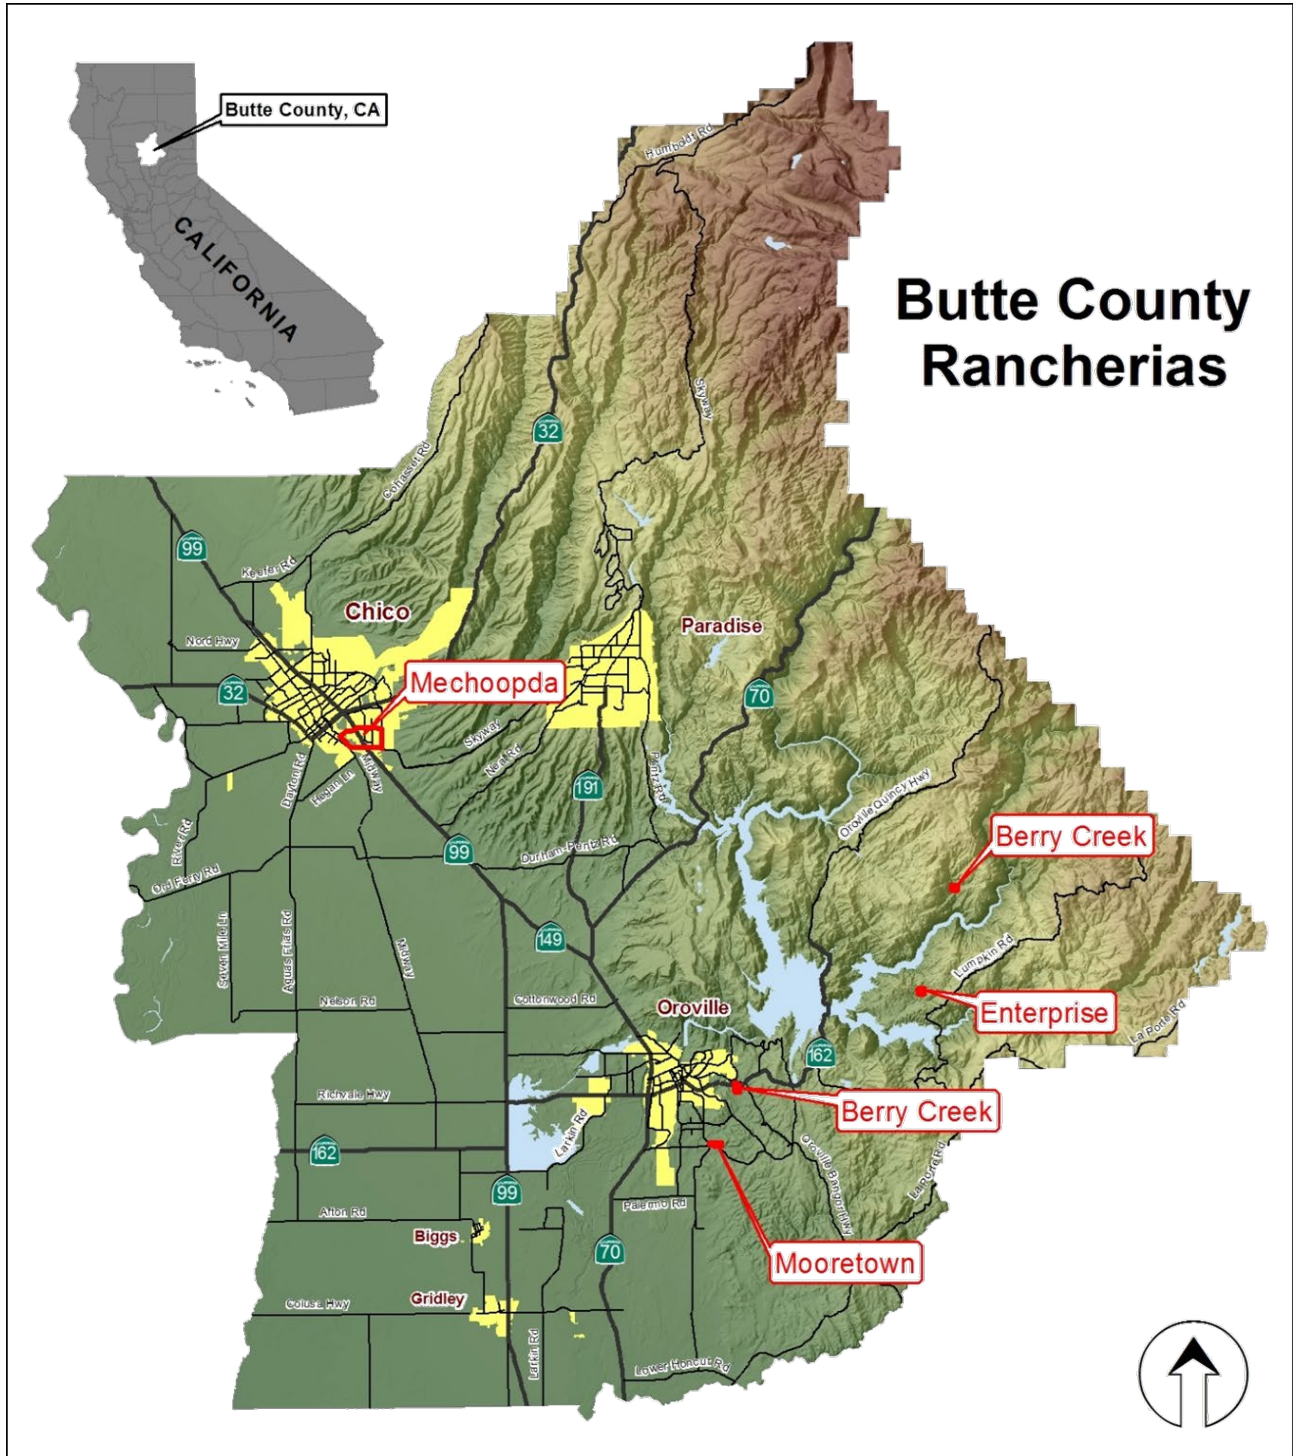 Butte County, CA
CALIFORNIA
Butte County
Rancherias
Humboldt Rd
Skyway
32
Cohasset Rd
99
Keefer Rd
Chico
Paradise
Nord Hwy
32
Mechoopda
70
Skyway
Neal Rd
Pentz Rd
Midway
Dayton Rd
Hegan Ln
191
Oroville Quincy Hwy
River Rd
99
Durham-Pentz Rd
Berry Creek
Ord Ferry Rd
Seven Mile Ln
Aguas Frias Rd
Midway
149
Lumpkin Rd
Nelson Rd
Cottonwood Rd
Oroville
Enterprise
La Porte Rd
162
Richvale Hwy
Larkin Rd
Berry Creek
162
Oroville Bangor Hwy
La Porte Rd
99
Palermo Rd
Afton Rd
Biggs
70
Mooretown
Gridley
Colusa Hwy
Larkin Rd
Lower Honcut Rd